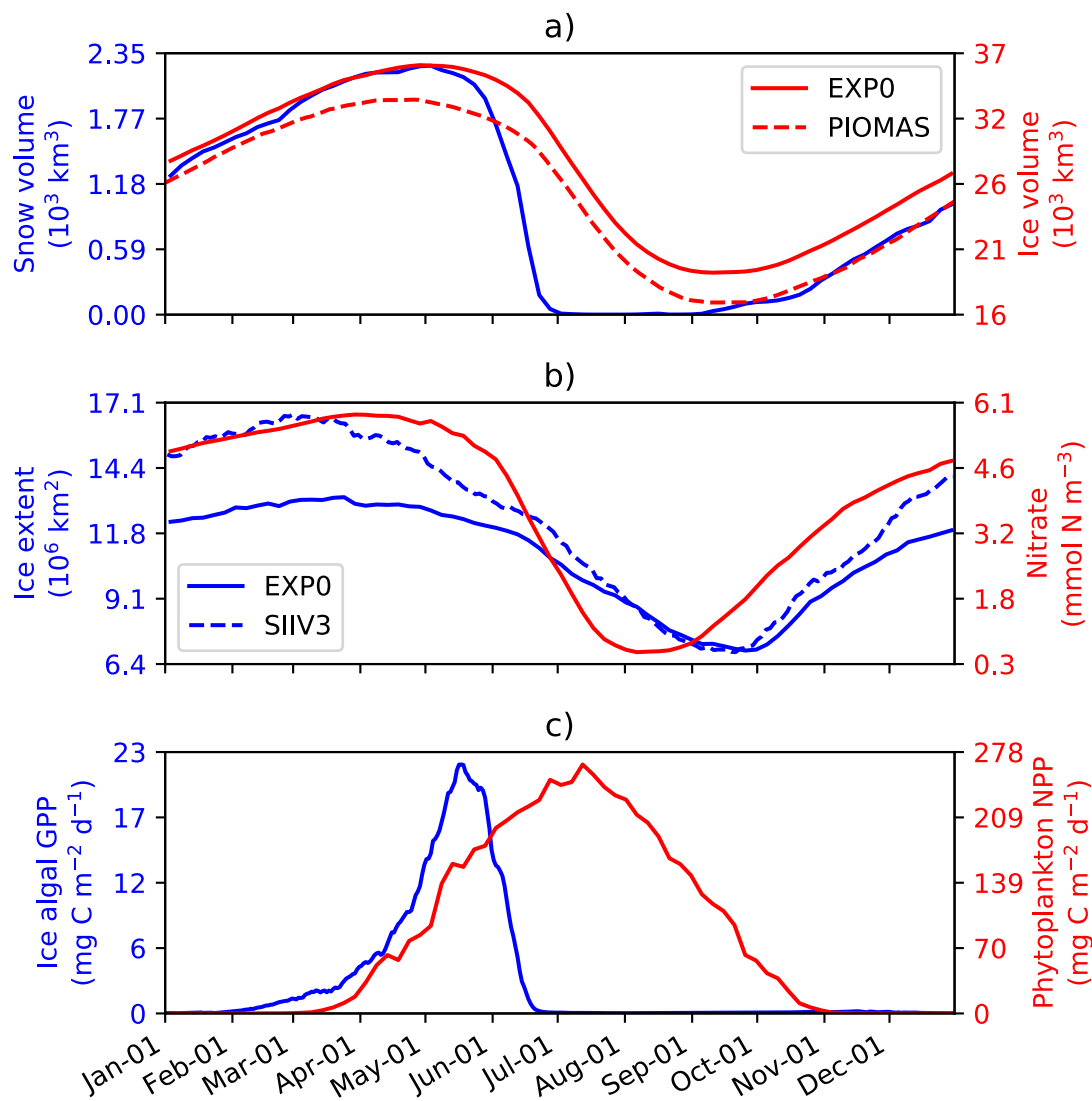 a)
2.35
1.77
1.18
0.59
0.00
Snow volume
(10³ km³)
EXP0
PIOMAS
37
32
26
21
16
Ice volume
(10³ km³)
b)
17.1
14.4
11.8
9.1
6.4
Ice extent
(10⁶ km²)
EXP0
SIIV3
6.1
4.6
3.2
1.8
0.3
Nitrate
(mmol N m⁻³)
c)
23
17
12
6
0
Ice algal GPP
(mg C m⁻² d⁻¹)
278
209
139
70
0
Phytoplankton NPP
(mg C m⁻² d⁻¹)
Jan-01
Feb-01
Mar-01
Apr-01
May-01
Jun-01
Jul-01
Aug-01
Sep-01
Oct-01
Nov-01
Dec-01